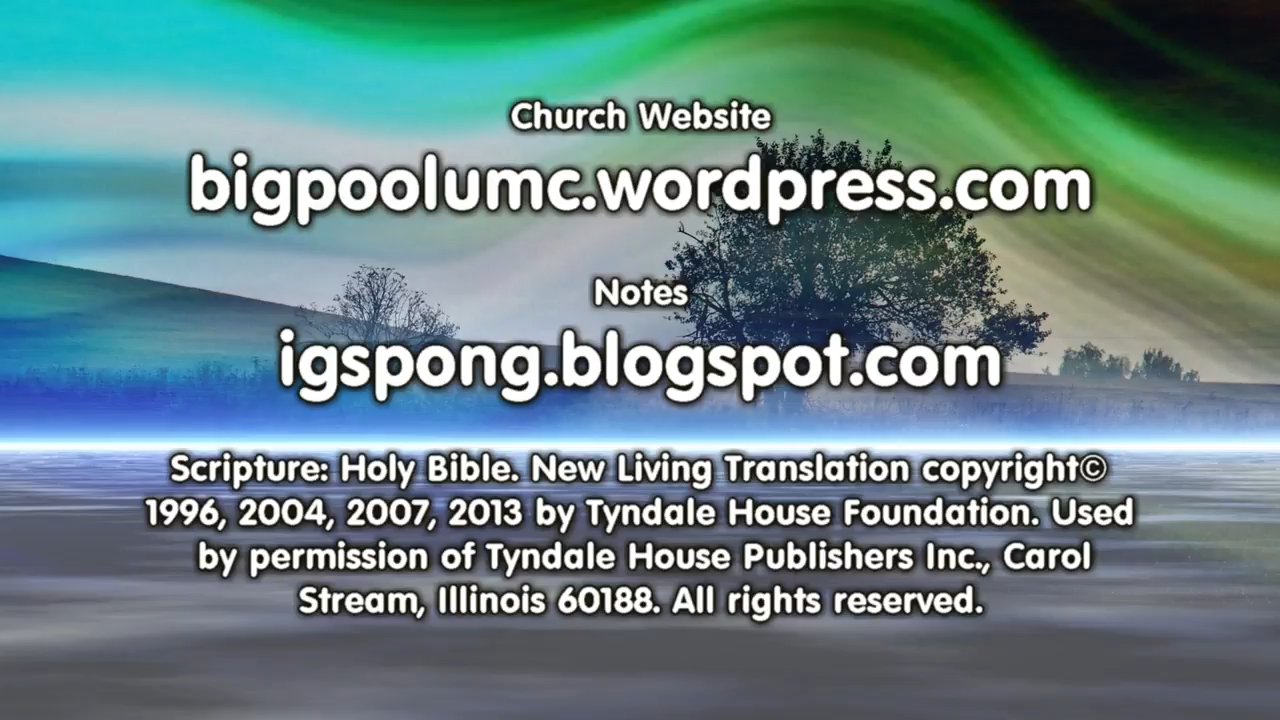 Church Website
bigpoolumc.wordpress.com
Notes
igspong.blogspot.com
Scripture: Holy Bible. New Living Translation copyright©
1996, 2004, 2007, 2013 by Tyndale House Foundation. Used
by permission of Tyndale House Publishers Inc., Carol
Stream, Illinois 60188. All rights reserved.